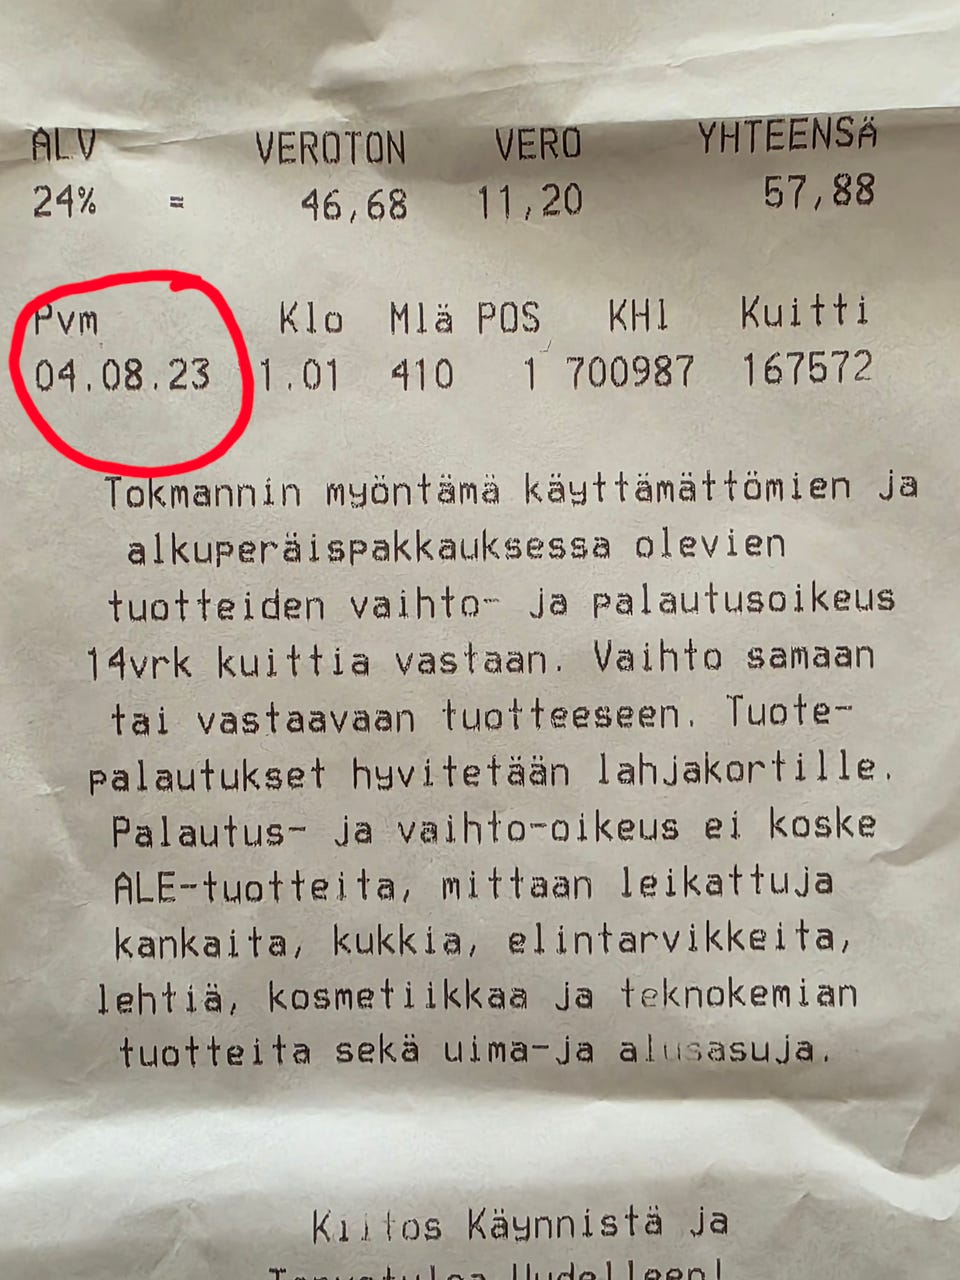 ALV VEROTON VERO YHTEENSÄ
24% = 46,68 11,20 57,88
Pvm Klo Mlä POS KHl Kuitti
04.08.23 1.01 410 1 700987 167572
Tokmannin myöntämä käyttämättömien ja
alkuperäispakkauksessa olevien
tuotteiden vaihto- ja palautusoikeus
14vrk kuittia vastaan. Vaihto samaan
tai vastaavaan tuotteeseen. Tuote-
palautukset hyvitetään lahjakortille.
Palautus- ja vaihto-oikeus ei koske
ALE-tuotteita, mittaan leikattuja
kankaita, kukkia, elintarvikkeita,
lehtiä, kosmetiikkaa ja teknokemian
tuotteita sekä uima-ja alusasuja.
Kiitos Käynnistä ja
Tervetuloa Uudelleen!